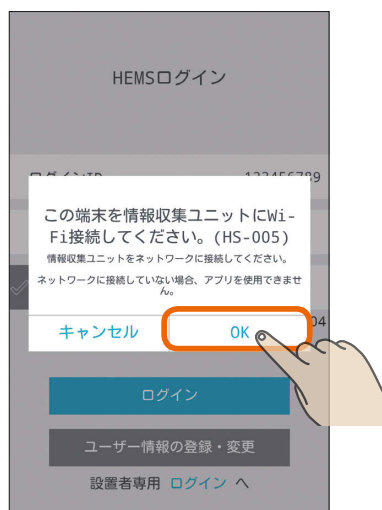 HEMSログイン
ログインID 123456789
この端末を情報収集ユニットにWi-
Fi接続してください。(HS-005)
情報収集ユニットをネットワークに接続してください。
ネットワークに接続していない場合、アプリを使用できませ
ん。
04
キャンセル OK
ログイン
ユーザー情報の登録・変更
設置者専用 ログイン へ